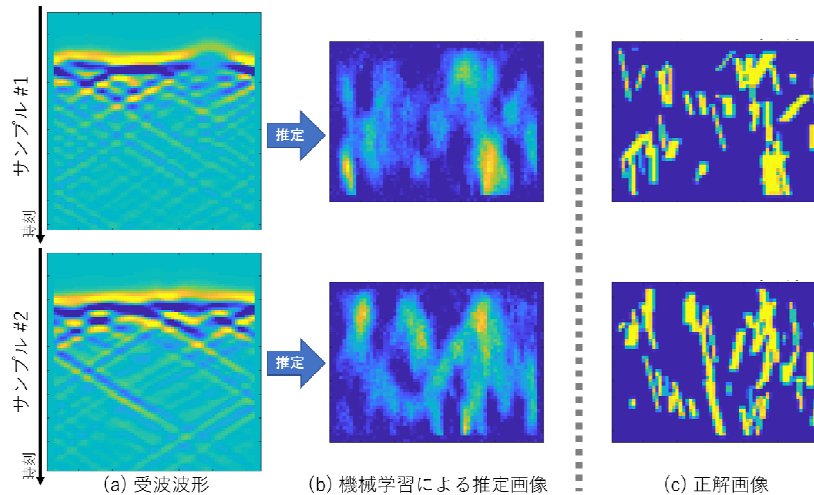 サンプル #1
時刻
推定
サンプル #2
時刻
推定
(a) 受波波形
(b) 機械学習による推定画像
(c) 正解画像